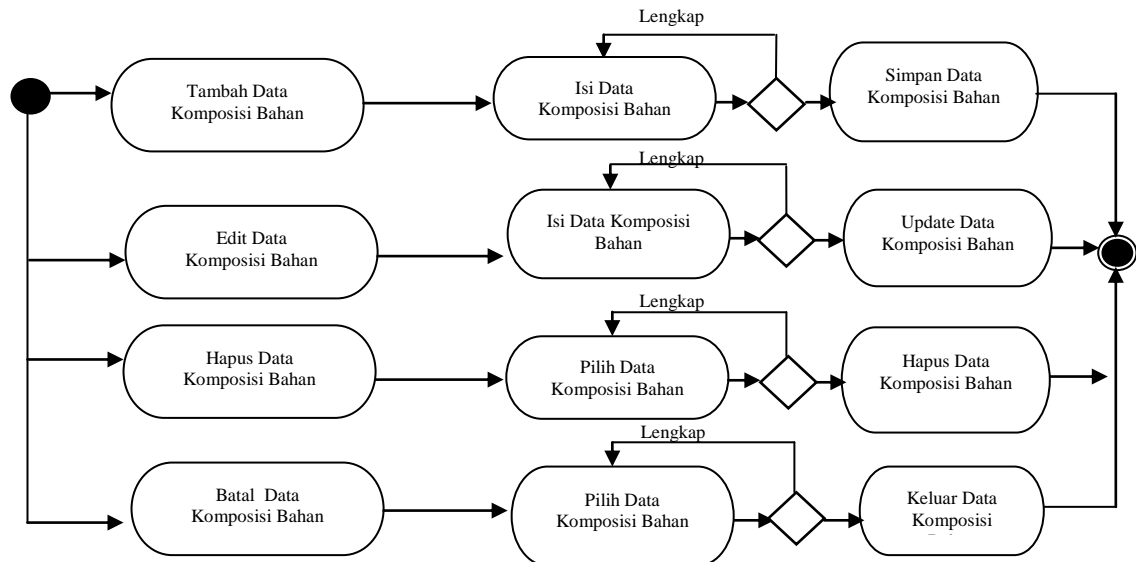 Lengkap
Tambah Data
Komposisi Bahan
Isi Data
Komposisi Bahan
Simpan Data
Komposisi Bahan
Lengkap
Edit Data
Komposisi Bahan
Isi Data Komposisi
Bahan
Update Data
Komposisi Bahan
Lengkap
Hapus Data
Komposisi Bahan
Pilih Data
Komposisi Bahan
Hapus Data
Komposisi Bahan
Lengkap
Batal Data
Komposisi Bahan
Pilih Data
Komposisi Bahan
Keluar Data
Komposisi